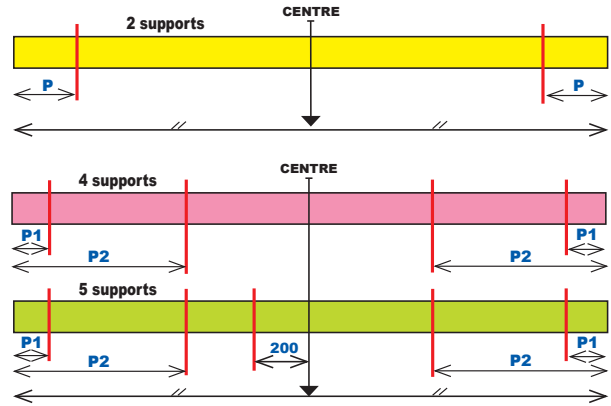 CENTRE
2 supports
P P
CENTRE
4 supports
P1 P1
P2 P2
5 supports
P1 200 P1
P2 P2